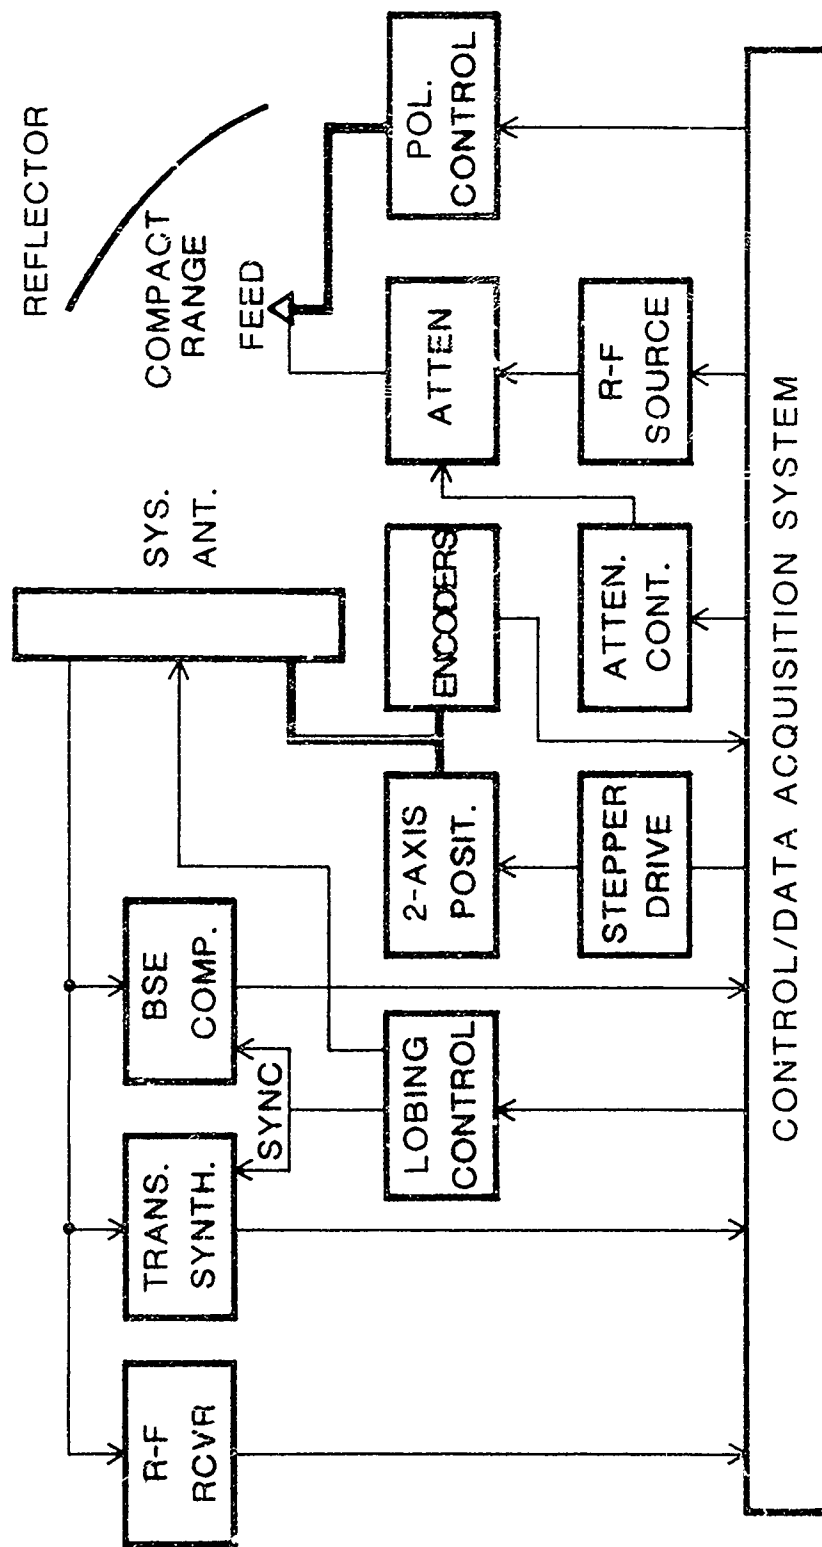 R-F
RCVR
TRANS.
SYNTH.
BSE
COMP.
SYNC
SYS.
ANT.
REFLECTOR
COMPACT
RANGE
FEED
LOBING
CONTROL
2-AXIS
POSIT.
ENCODERS
ATTEN
POL.
CONTROL
STEPPER
DRIVE
ATTEN.
CONT.
R-F
SOURCE
CONTROL/DATA ACQUISITION SYSTEM